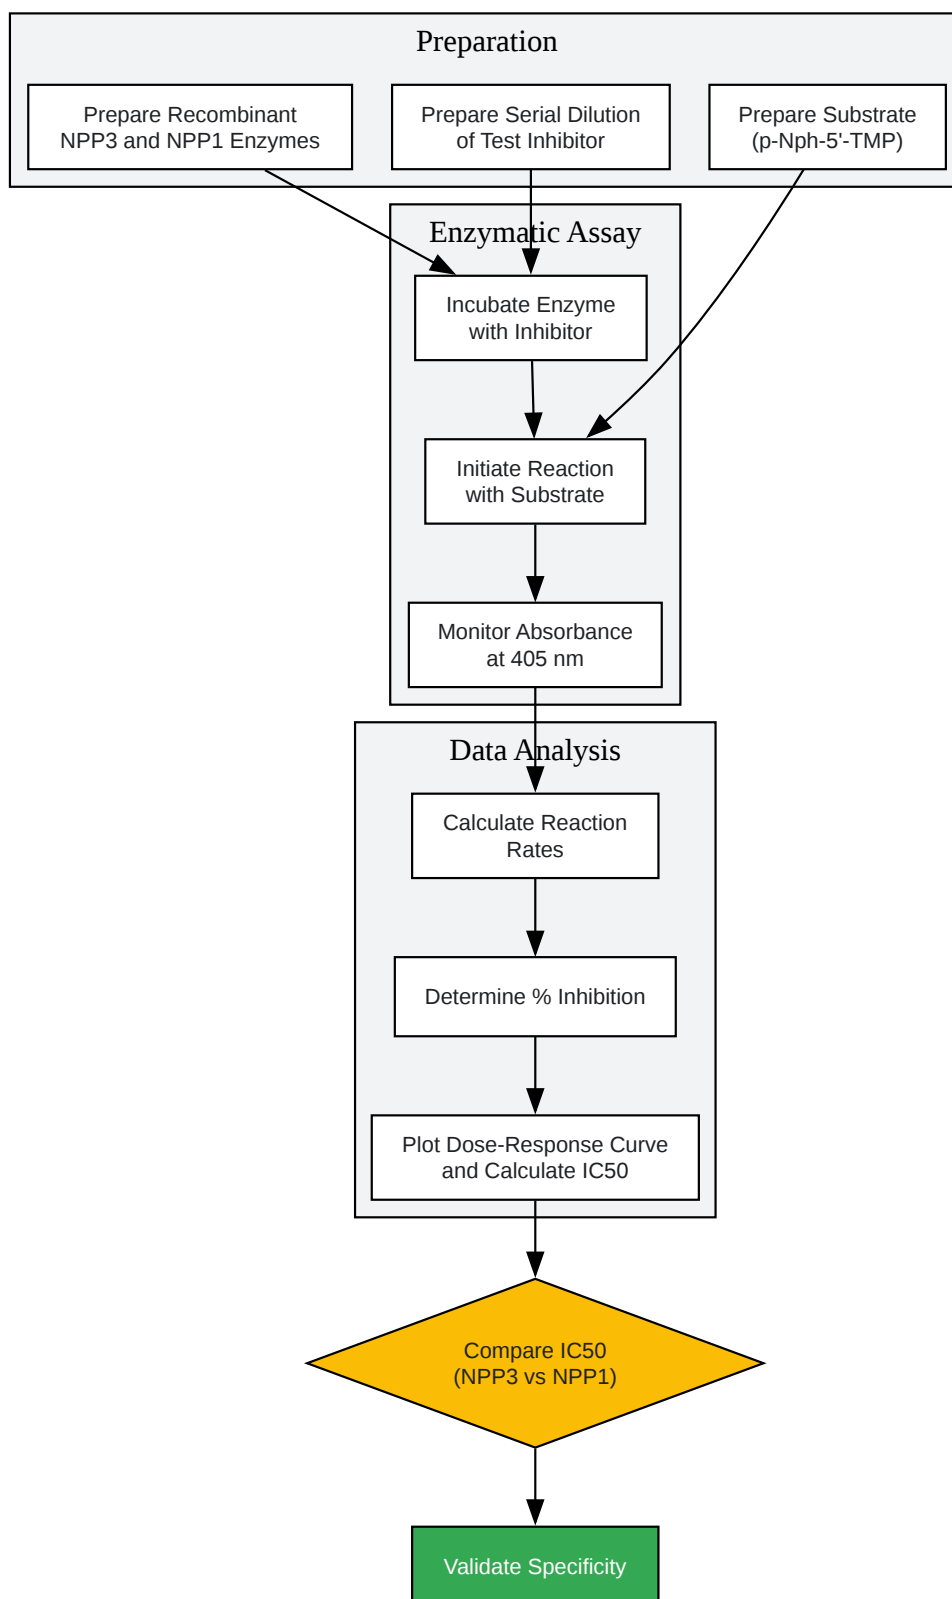 Preparation
Prepare Recombinant
NPP3 and NPP1 Enzymes
Prepare Serial Dilution
of Test Inhibitor
Prepare Substrate
(p-Nph-5'-TMP)
Enzymatic Assay
Incubate Enzyme
with Inhibitor
Initiate Reaction
with Substrate
Monitor Absorbance
at 405 nm
Data Analysis
Calculate Reaction
Rates
Determine % Inhibition
Plot Dose-Response Curve
and Calculate IC50
Compare IC50
(NPP3 vs NPP1)
Validate Specificity